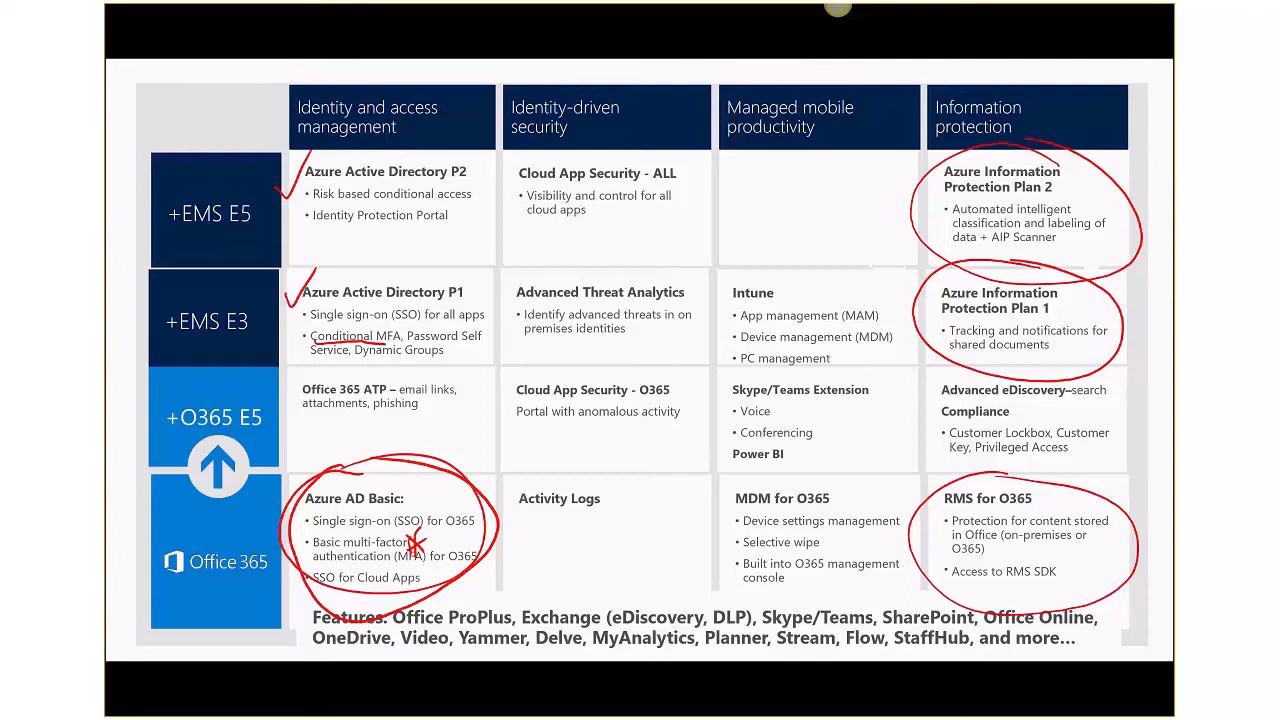 Identity and access
management
Identity-driven
security
Managed mobile
productivity
Information
protection
+EMS E5
Azure Active Directory P2
• Risk based conditional access
• Identity Protection Portal
Cloud App Security - ALL
• Visibility and control for all
cloud apps
Azure Information
Protection Plan 2
• Automated intelligent
classification and labeling of
data + AIP Scanner
+EMS E3
Azure Active Directory P1
• Single sign-on (SSO) for all apps
• Conditional MFA, Password Self
Service, Dynamic Groups
Advanced Threat Analytics
• Identify advanced threats in on
premises identities
Intune
• App management (MAM)
• Device management (MDM)
• PC management
Azure Information
Protection Plan 1
• Tracking and notifications for
shared documents
+O365 E5
Office 365 ATP – email links,
attachments, phishing
Cloud App Security - O365
Portal with anomalous activity
Skype/Teams Extension
• Voice
• Conferencing
Power BI
Advanced eDiscovery–search
Compliance
• Customer Lockbox, Customer
Key, Privileged Access
Office 365
Azure AD Basic:
• Single sign-on (SSO) for O365
• Basic multi-factor
authentication (MFA) for O365
• SSO for Cloud Apps
Activity Logs
MDM for O365
• Device settings management
• Selective wipe
• Built into O365 management
console
RMS for O365
• Protection for content stored
in Office (on-premises or
O365)
• Access to RMS SDK
Features: Office ProPlus, Exchange (eDiscovery, DLP), Skype/Teams, SharePoint, Office Online,
OneDrive, Video, Yammer, Delve, MyAnalytics, Planner, Stream, Flow, StaffHub, and more...